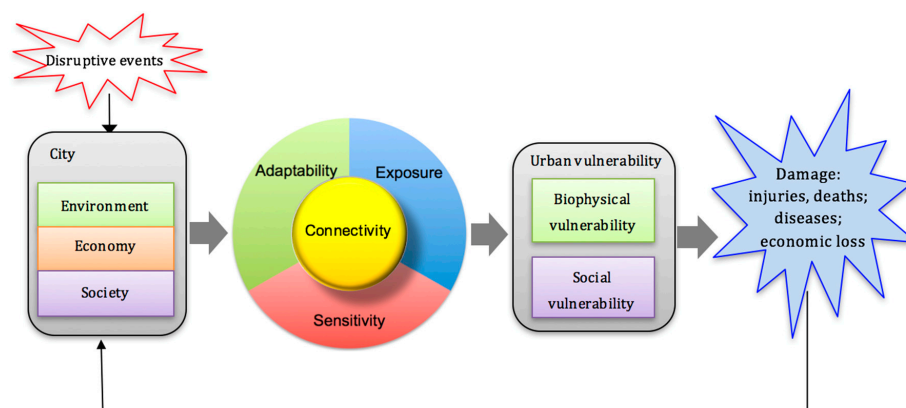 Disruptive events
City
Environment
Economy
Society
Adaptability
Exposure
Connectivity
Sensitivity
Urban vulnerability
Biophysical
vulnerability
Social
vulnerability
Damage:
injuries, deaths;
diseases;
economic loss